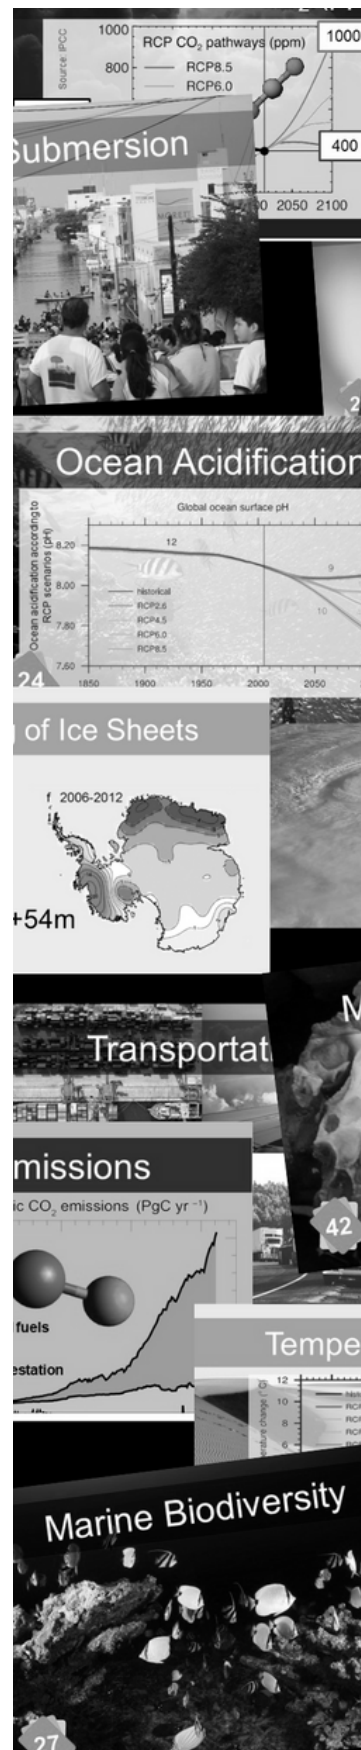 1000
RCP CO₂ pathways (ppm)
1000
Source: IPCC
800
RCP8.5
RCP6.0
400
2050 2100
Submersion
2
Ocean Acidification
Global ocean surface pH
Ocean acidification according to
RCP scenarios (pH)
8.20
12
9
8.00
historical
RCP2.6
10
7.80
RCP4.5
RCP6.0
RCP8.5
7.60
24
1850 1900 1950 2000 2050
of Ice Sheets
f 2006-2012
+54m
M
Transportat
missions
ic CO₂ emissions (PgC yr ⁻¹)
42
fuels
estation
Tempe
12
10
8
6
erature change (°C)
Marine Biodiversity
27